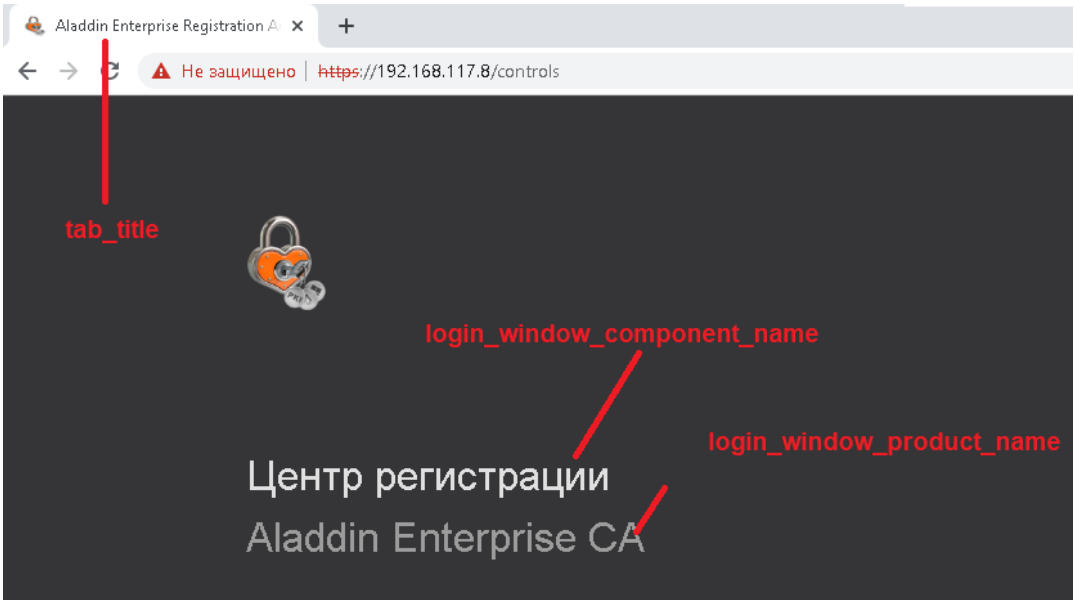 Aladdin Enterprise Registration A
Не защищено https://192.168.117.8/controls
tab_title
PKI
login_window_component_name
login_window_product_name
Центр регистрации
Aladdin Enterprise CA